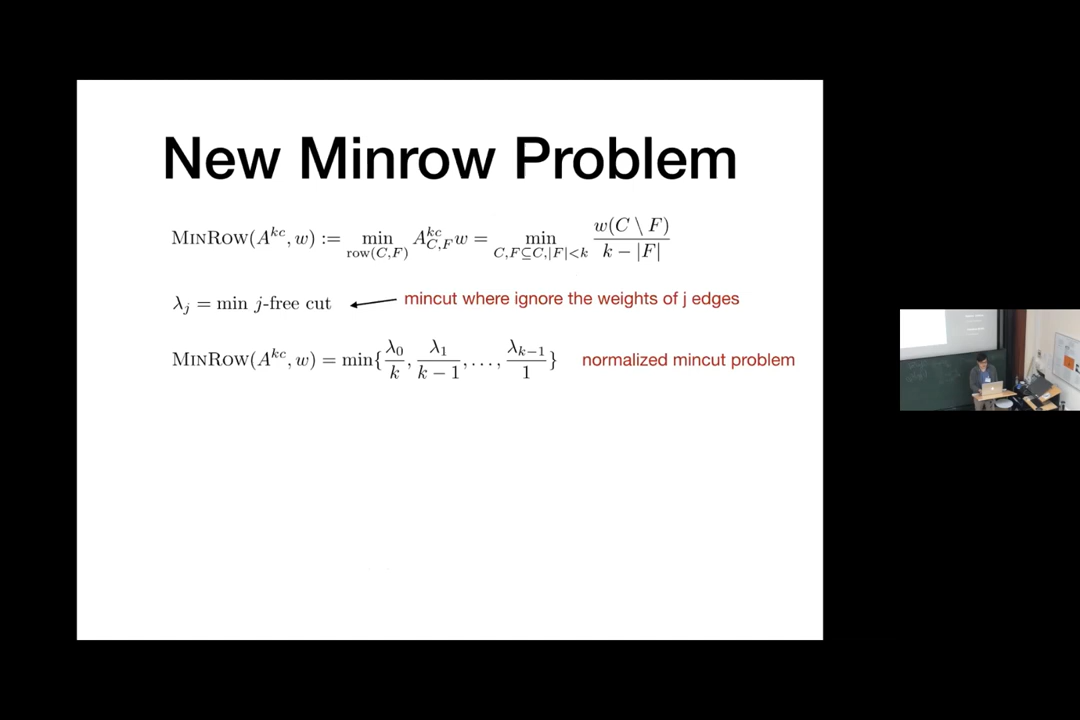 New Minrow Problem
MINROW(A^{kc}, w) := min_{row(C,F)} A^{kc}_{C,F} w = min_{C,F⊆C,|F|<k} w(C \ F) / (k − |F|)
λ_j = min j-free cut ← mincut where ignore the weights of j edges
MINROW(A^{kc}, w) = min{λ_0/k, λ_1/(k − 1), . . . , λ_{k−1}/1} normalized mincut problem